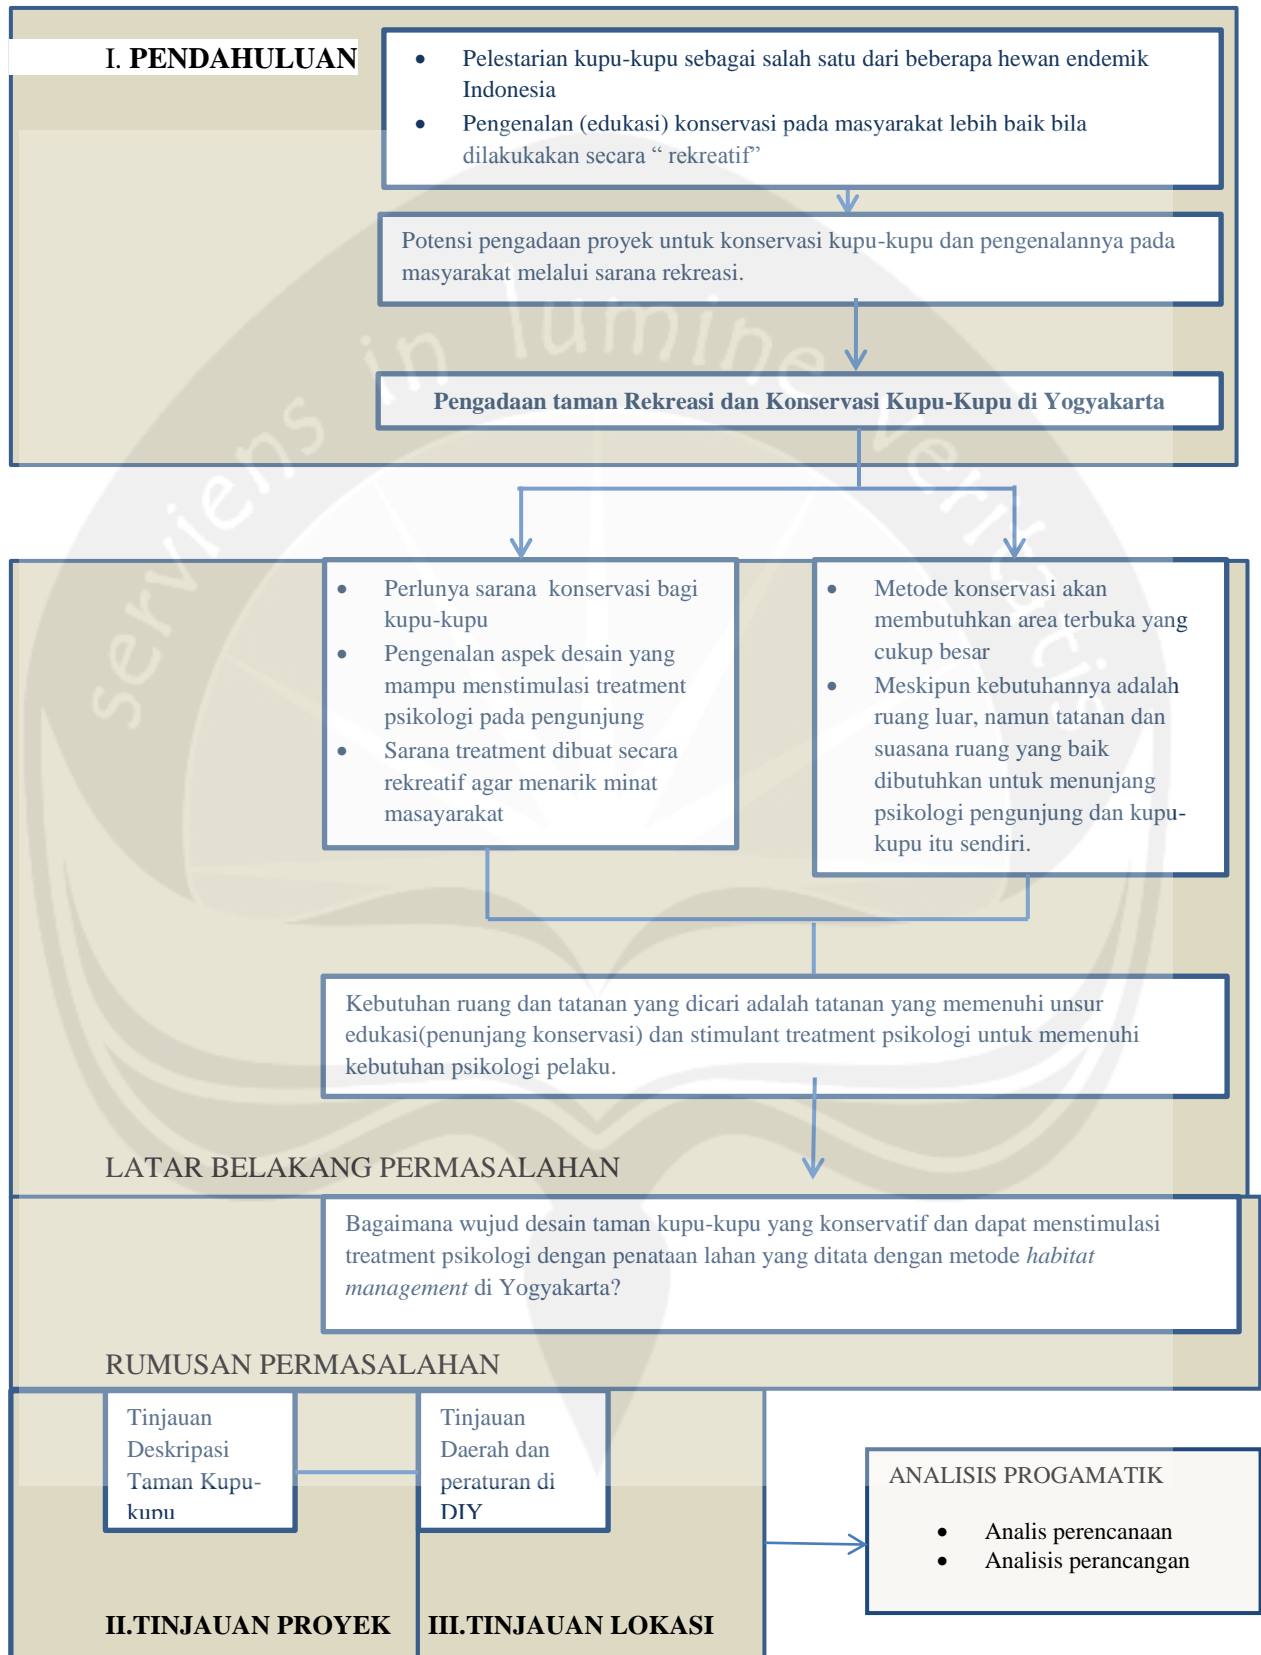 I. PENDAHULUAN
• Pelestarian kupu-kupu sebagai salah satu dari beberapa hewan endemik
Indonesia
• Pengenalan (edukasi) konservasi pada masyarakat lebih baik bila
dilakukakan secara “ rekreatif”
Potensi pengadaan proyek untuk konservasi kupu-kupu dan pengenalannya pada
masyarakat melalui sarana rekreasi.
Pengadaan taman Rekreasi dan Konservasi Kupu-Kupu di Yogyakarta
serviens in lumine veritatis
• Perlunya sarana konservasi bagi
kupu-kupu
• Pengenalan aspek desain yang
mampu menstimulasi treatment
psikologi pada pengunjung
• Sarana treatment dibuat secara
rekreatif agar menarik minat
masayarakat
• Metode konservasi akan
membutuhkan area terbuka yang
cukup besar
• Meskipun kebutuhannya adalah
ruang luar, namun tatanan dan
suasana ruang yang baik
dibutuhkan untuk menunjang
psikologi pengunjung dan kupu-
kupu itu sendiri.
Kebutuhan ruang dan tatanan yang dicari adalah tatanan yang memenuhi unsur
edukasi(penunjang konservasi) dan stimulant treatment psikologi untuk memenuhi
kebutuhan psikologi pelaku.
LATAR BELAKANG PERMASALAHAN
Bagaimana wujud desain taman kupu-kupu yang konservatif dan dapat menstimulasi
treatment psikologi dengan penataan lahan yang ditata dengan metode habitat
management di Yogyakarta?
RUMUSAN PERMASALAHAN
Tinjauan
Deskripasi
Taman Kupu-
kupu
Tinjauan
Daerah dan
peraturan di
DIY
ANALISIS PROGAMATIK
• Analis perencanaan
• Analisis perancangan
II.TINJAUAN PROYEK
III.TINJAUAN LOKASI